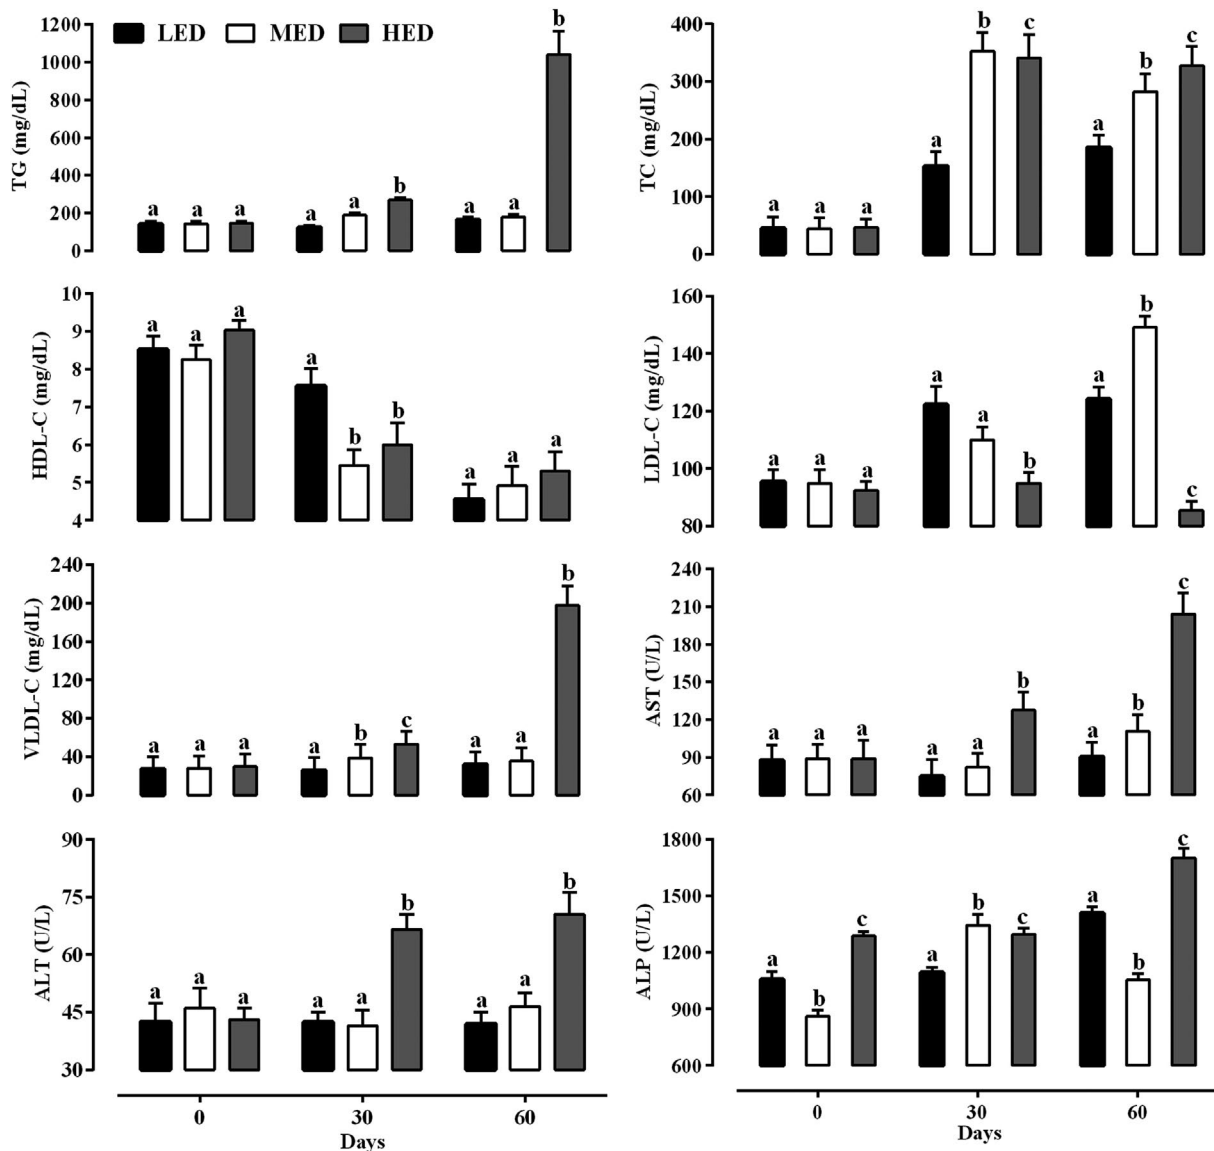 LED MED HED
TG (mg/dL)
1200
1000
800
600
400
200
0
a a a
a a b
a a b
TC (mg/dL)
400
300
200
100
0
a a a
a b c
a b c
HDL-C (mg/dL)
10
9
8
7
6
5
4
a a a
a b b
a a a
LDL-C (mg/dL)
160
140
120
100
80
a a a
a a b
a b c
VLDL-C (mg/dL)
240
200
160
120
80
40
0
a a a
a b c
a a b
AST (U/L)
240
210
180
150
120
90
60
a a a
a a b
a b c
ALT (U/L)
90
75
60
45
30
a a a
a a b
a a b
0 30 60
Days
ALP (U/L)
1800
1500
1200
900
600
a b c
a b c
a b c
0 30 60
Days